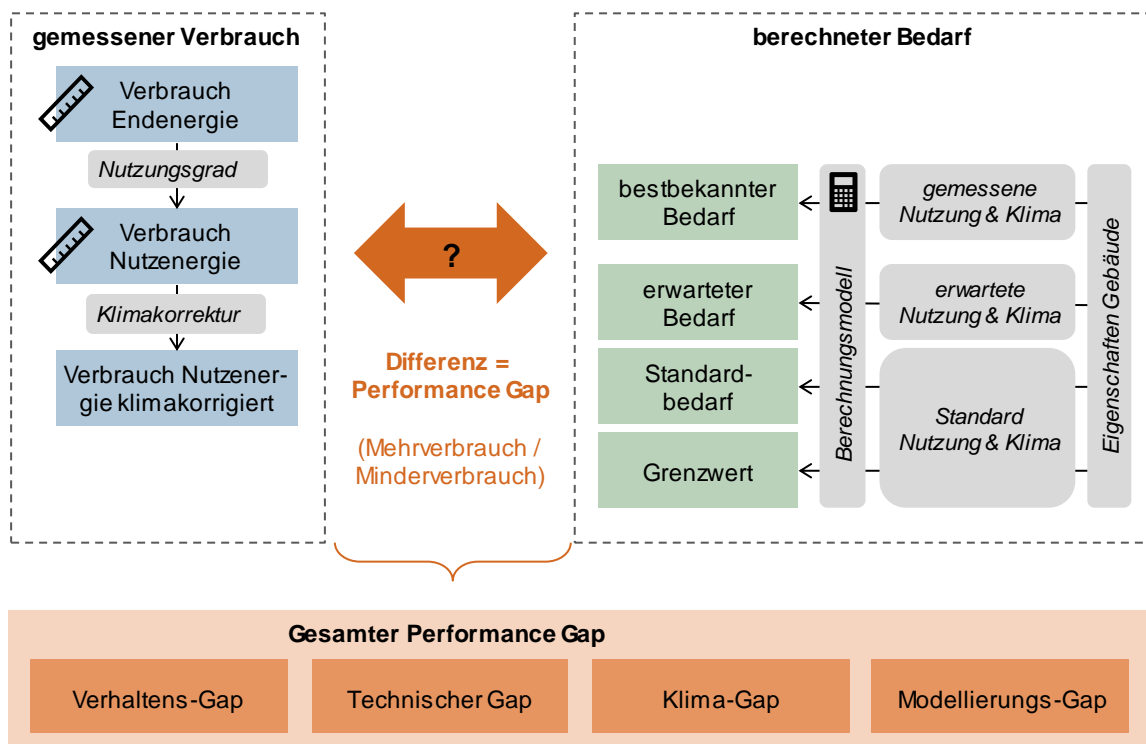 gemessener Verbrauch
Verbrauch
Endenergie
Nutzungsgrad
Verbrauch
Nutzenergie
Klimakorrektur
Verbrauch Nutzener-
gie klimakorrigiert
?
Differenz =
Performance Gap
(Mehrverbrauch /
Minderverbrauch)
berechneter Bedarf
bestbekannter
Bedarf
erwarteter
Bedarf
Standard-
bedarf
Grenzwert
Berechnungsmodell
gemessene
Nutzung & Klima
erwartete
Nutzung & Klima
Standard
Nutzung & Klima
Eigenschaften Gebäude
Gesamter Performance Gap
Verhaltens-Gap
Technischer Gap
Klima-Gap
Modellierungs-Gap